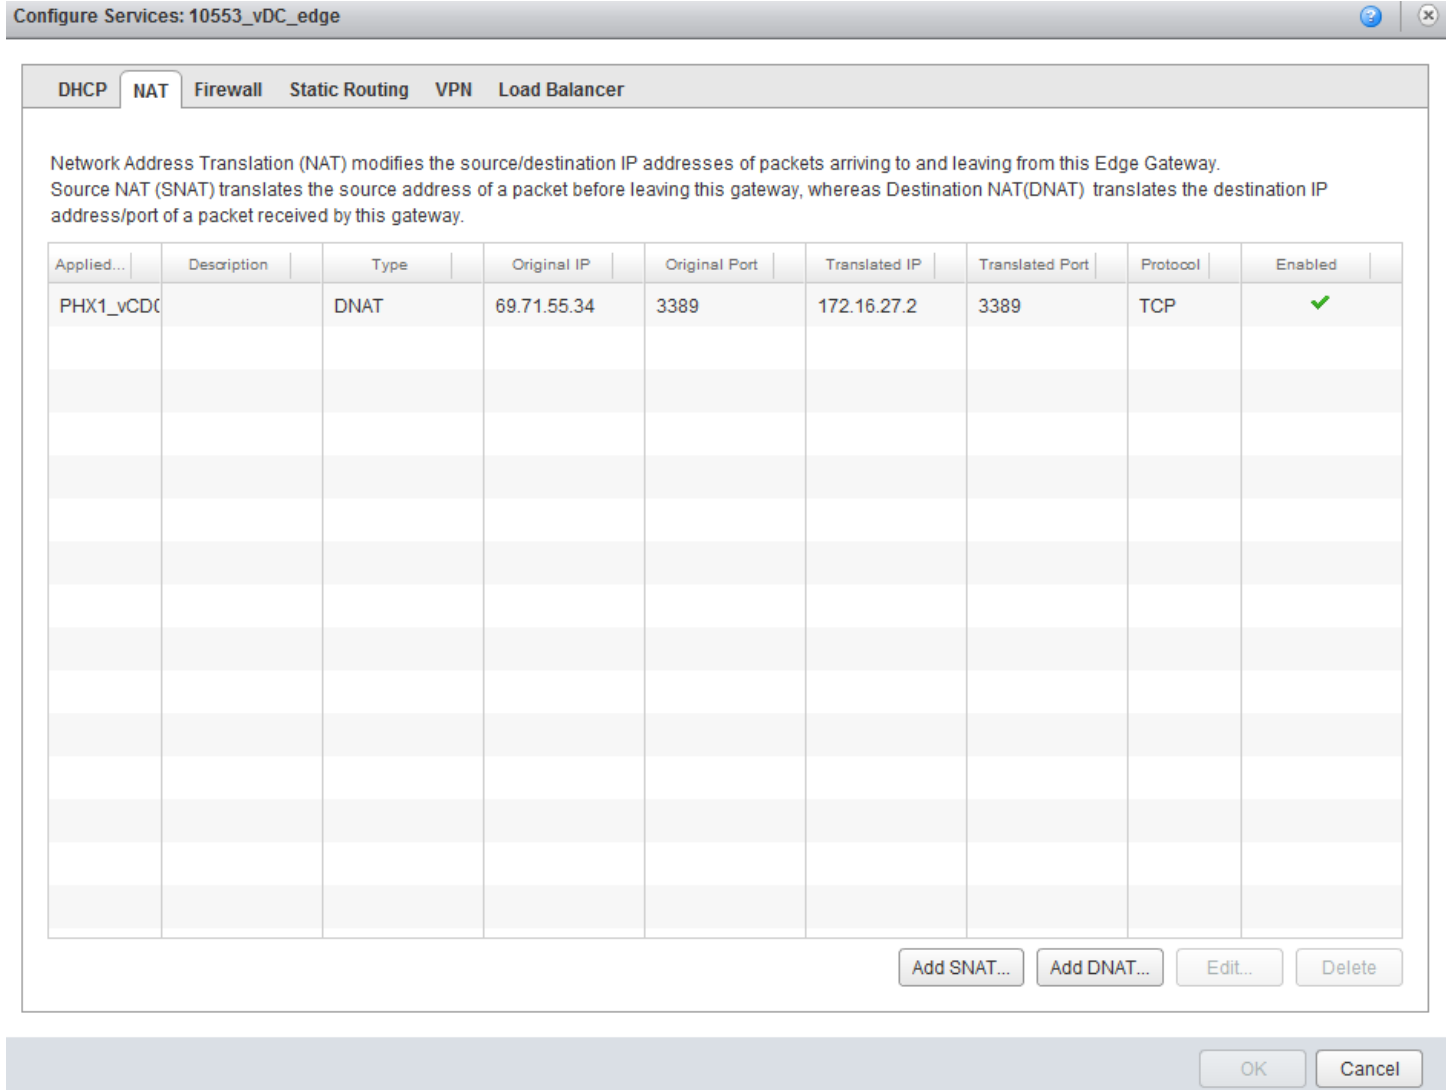 Configure Services: 10553_vDC_edge
DHCP NAT Firewall Static Routing VPN Load Balancer
Network Address Translation (NAT) modifies the source/destination IP addresses of packets arriving to and leaving from this Edge Gateway.
Source NAT (SNAT) translates the source address of a packet before leaving this gateway, whereas Destination NAT(DNAT) translates the destination IP
address/port of a packet received by this gateway.
Applied... Description Type Original IP Original Port Translated IP Translated Port Protocol Enabled
PHX1_vCD0 DNAT 69.71.55.34 3389 172.16.27.2 3389 TCP
Add SNAT... Add DNAT... Edit... Delete
OK Cancel